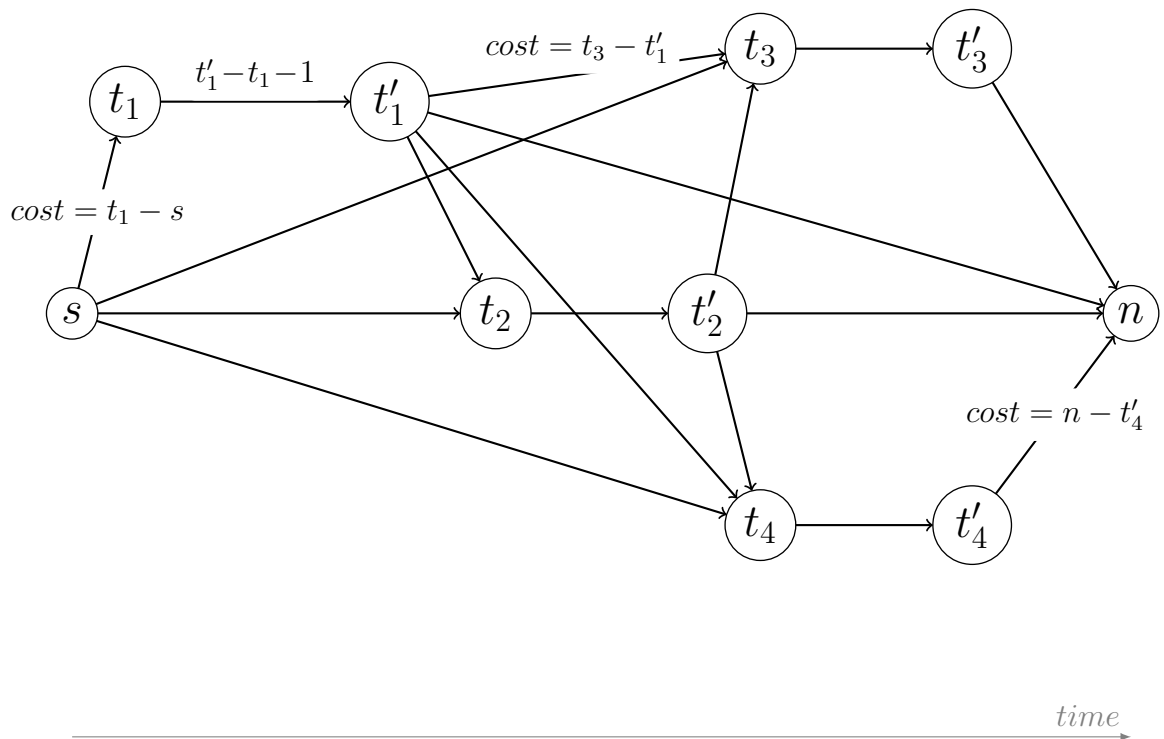 cost = t₃ − t′₁
t₃
t′₃
t′₁−t₁−1
t₁
t′₁
cost = t₁ − s
s
t₂
t′₂
n
cost = n − t′₄
t₄
t′₄
time